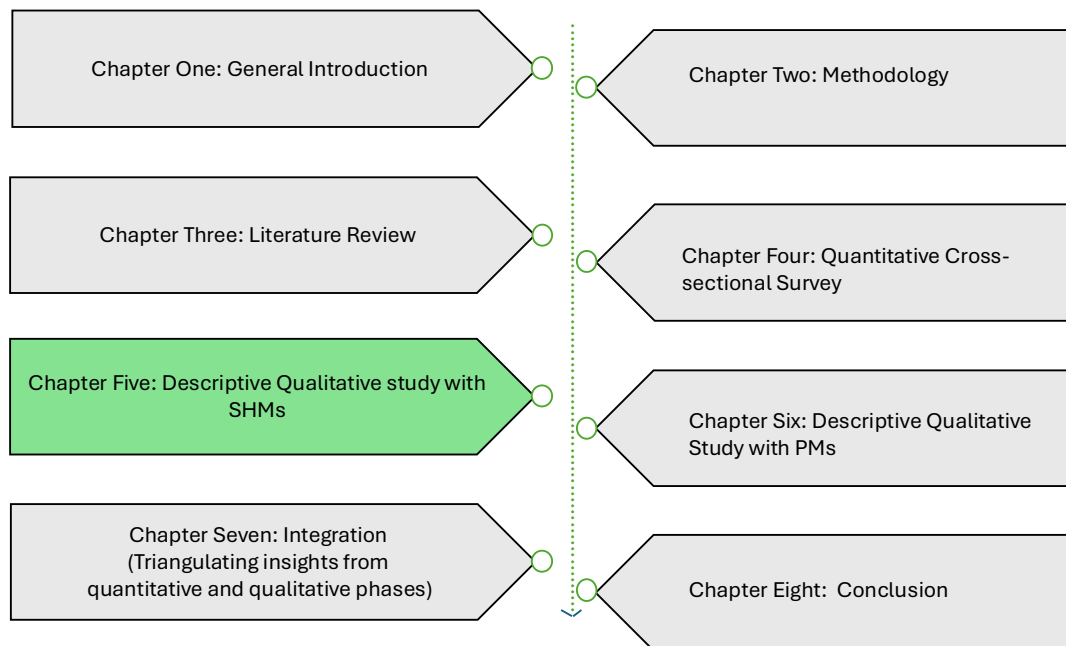 Chapter One: General Introduction
Chapter Two: Methodology
Chapter Three: Literature Review
Chapter Four: Quantitative Cross-
sectional Survey
Chapter Five: Descriptive Qualitative study with
SHMs
Chapter Six: Descriptive Qualitative
Study with PMs
Chapter Seven: Integration
(Triangulating insights from
quantitative and qualitative phases)
Chapter Eight:  Conclusion